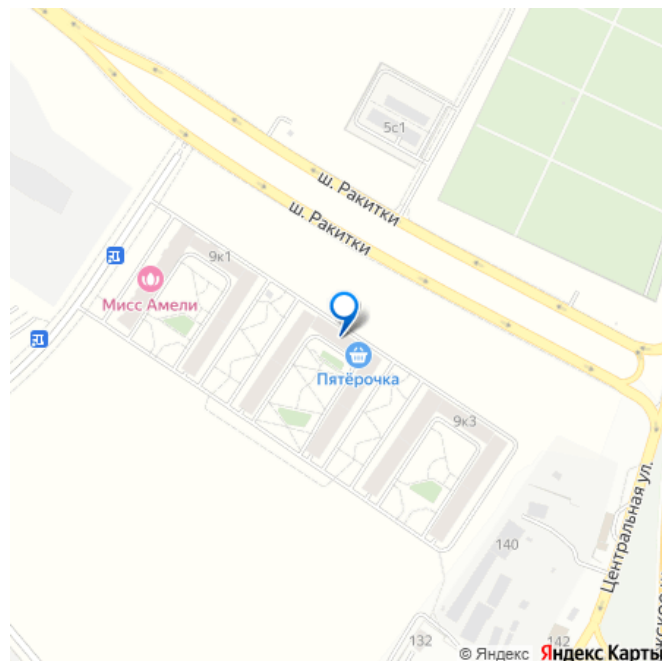 5с1
ш. Ракитки
ш. Ракитки
9к1
Мисс Амели
Пятёрочка
9к3
140
Центральная ул.
132
142
© Яндекс Яндекс Карты